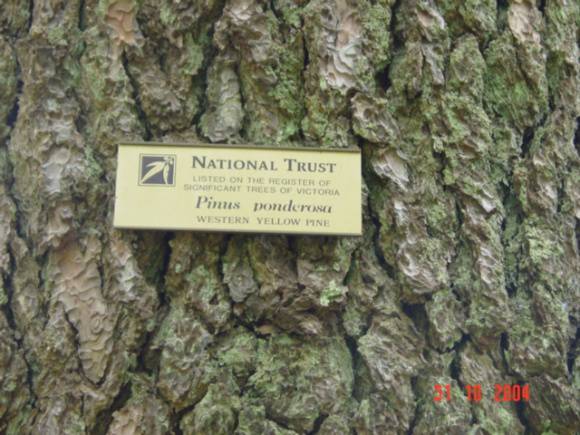 NATIONAL TRUST
LISTED ON THE REGISTER OF
SIGNIFICANT TREES OF VICTORIA
Pinus ponderosa
WESTERN YELLOW PINE
31 10 2004